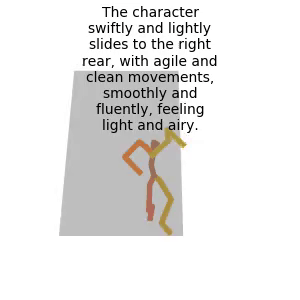 The character
swiftly and lightly
slides to the right
rear, with agile and
clean movements,
smoothly and
fluently, feeling
light and airy.